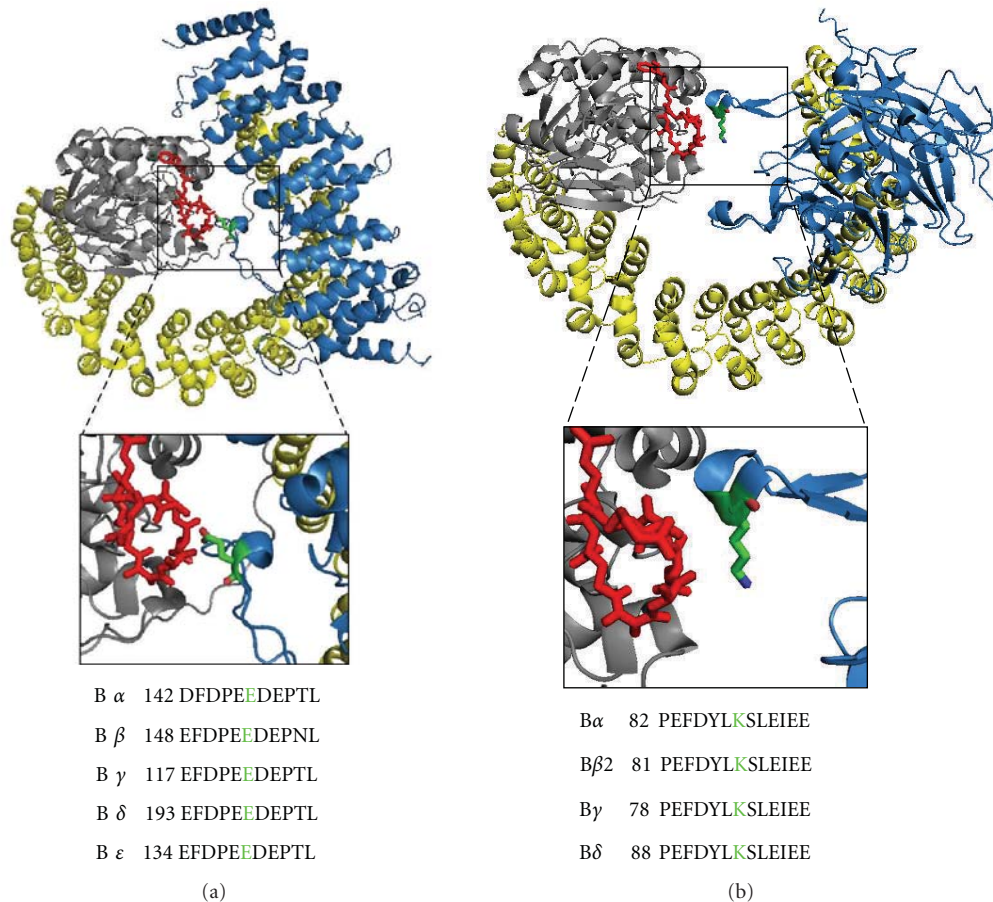 B α 142 DFDPEEDEPTL
B β 148 EFDPEEDEPNL
B γ 117 EFDPEEDEPTL
B δ 193 EFDPEEDEPTL
B ε 134 EFDPEEDEPTL
(a)
Bα 82 PEFDYLKSLEIEE
Bβ2 81 PEFDYLKSLEIEE
Bγ 78 PEFDYLKSLEIEE
Bδ 88 PEFDYLKSLEIEE
(b)